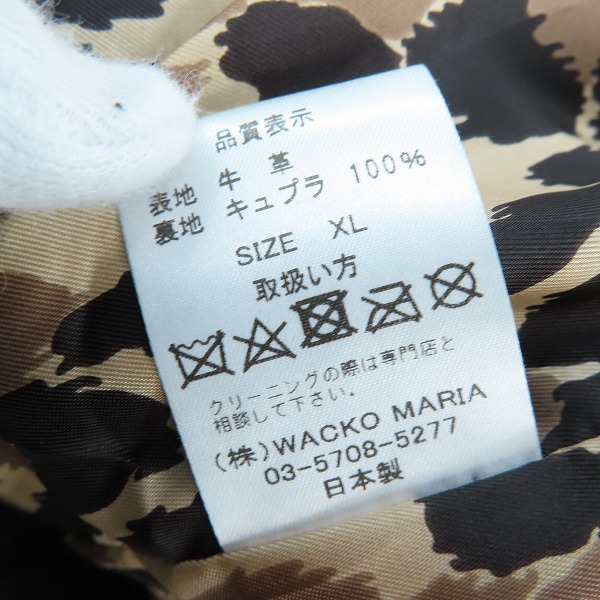 品質表示
表地 牛 革
裏地 キュプラ 100%
SIZE XL
取扱い方
クリーニングの際は専門店と
相談して下さい。
(株)WACKO MARIA
03-5708-5277
日本製